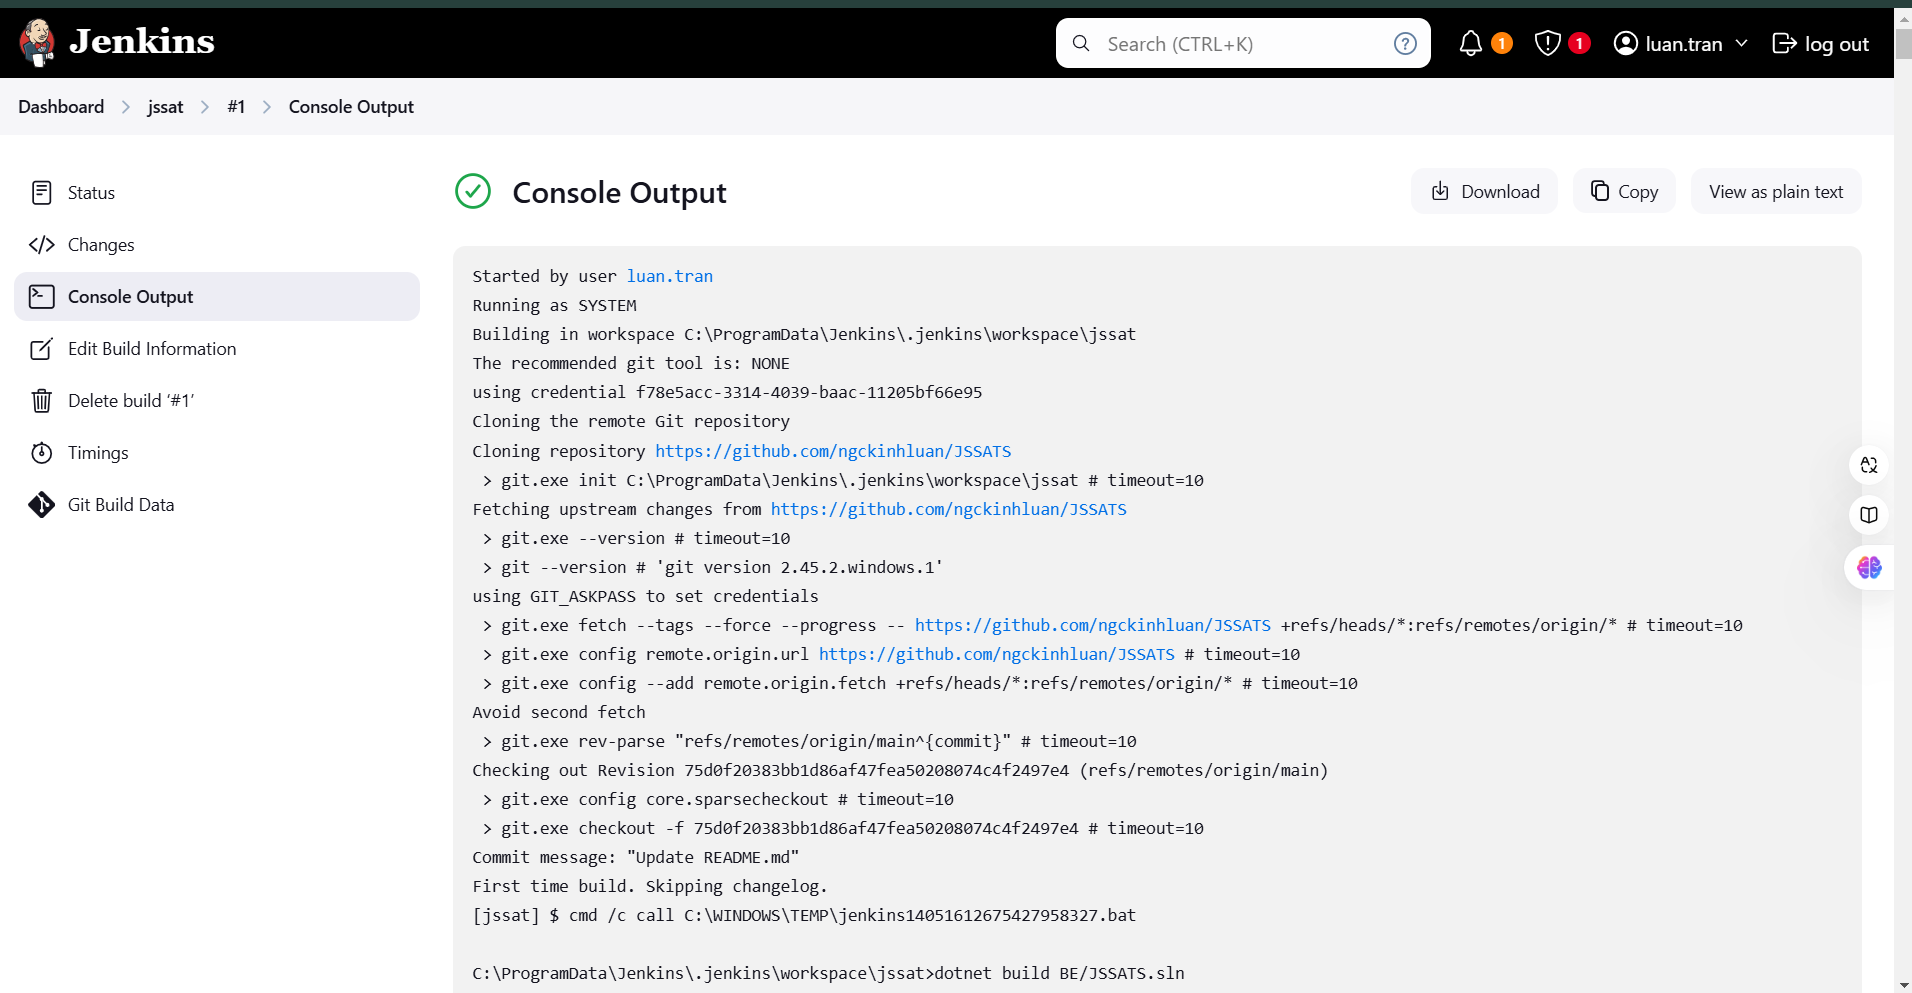 Jenkins
Search (CTRL+K)
?
1
1
luan.tran
log out
Dashboard
jssat
#1
Console Output
Status
Changes
Console Output
Edit Build Information
Delete build ‘#1’
Timings
Git Build Data
Console Output
Download
Copy
View as plain text
Started by user luan.tran
Running as SYSTEM
Building in workspace C:\ProgramData\Jenkins\.jenkins\workspace\jssat
The recommended git tool is: NONE
using credential f78e5acc-3314-4039-baac-11205bf66e95
Cloning the remote Git repository
Cloning repository https://github.com/ngckinhluan/JSSATS
 > git.exe init C:\ProgramData\Jenkins\.jenkins\workspace\jssat # timeout=10
Fetching upstream changes from https://github.com/ngckinhluan/JSSATS
 > git.exe --version # timeout=10
 > git --version # 'git version 2.45.2.windows.1'
using GIT_ASKPASS to set credentials
 > git.exe fetch --tags --force --progress -- https://github.com/ngckinhluan/JSSATS +refs/heads/*:refs/remotes/origin/* # timeout=10
 > git.exe config remote.origin.url https://github.com/ngckinhluan/JSSATS # timeout=10
 > git.exe config --add remote.origin.fetch +refs/heads/*:refs/remotes/origin/* # timeout=10
Avoid second fetch
 > git.exe rev-parse "refs/remotes/origin/main^{commit}" # timeout=10
Checking out Revision 75d0f20383bb1d86af47fea50208074c4f2497e4 (refs/remotes/origin/main)
 > git.exe config core.sparsecheckout # timeout=10
 > git.exe checkout -f 75d0f20383bb1d86af47fea50208074c4f2497e4 # timeout=10
Commit message: "Update README.md"
First time build. Skipping changelog.
[jssat] $ cmd /c call C:\WINDOWS\TEMP\jenkins14051612675427958327.bat
C:\ProgramData\Jenkins\.jenkins\workspace\jssat>dotnet build BE/JSSATS.sln